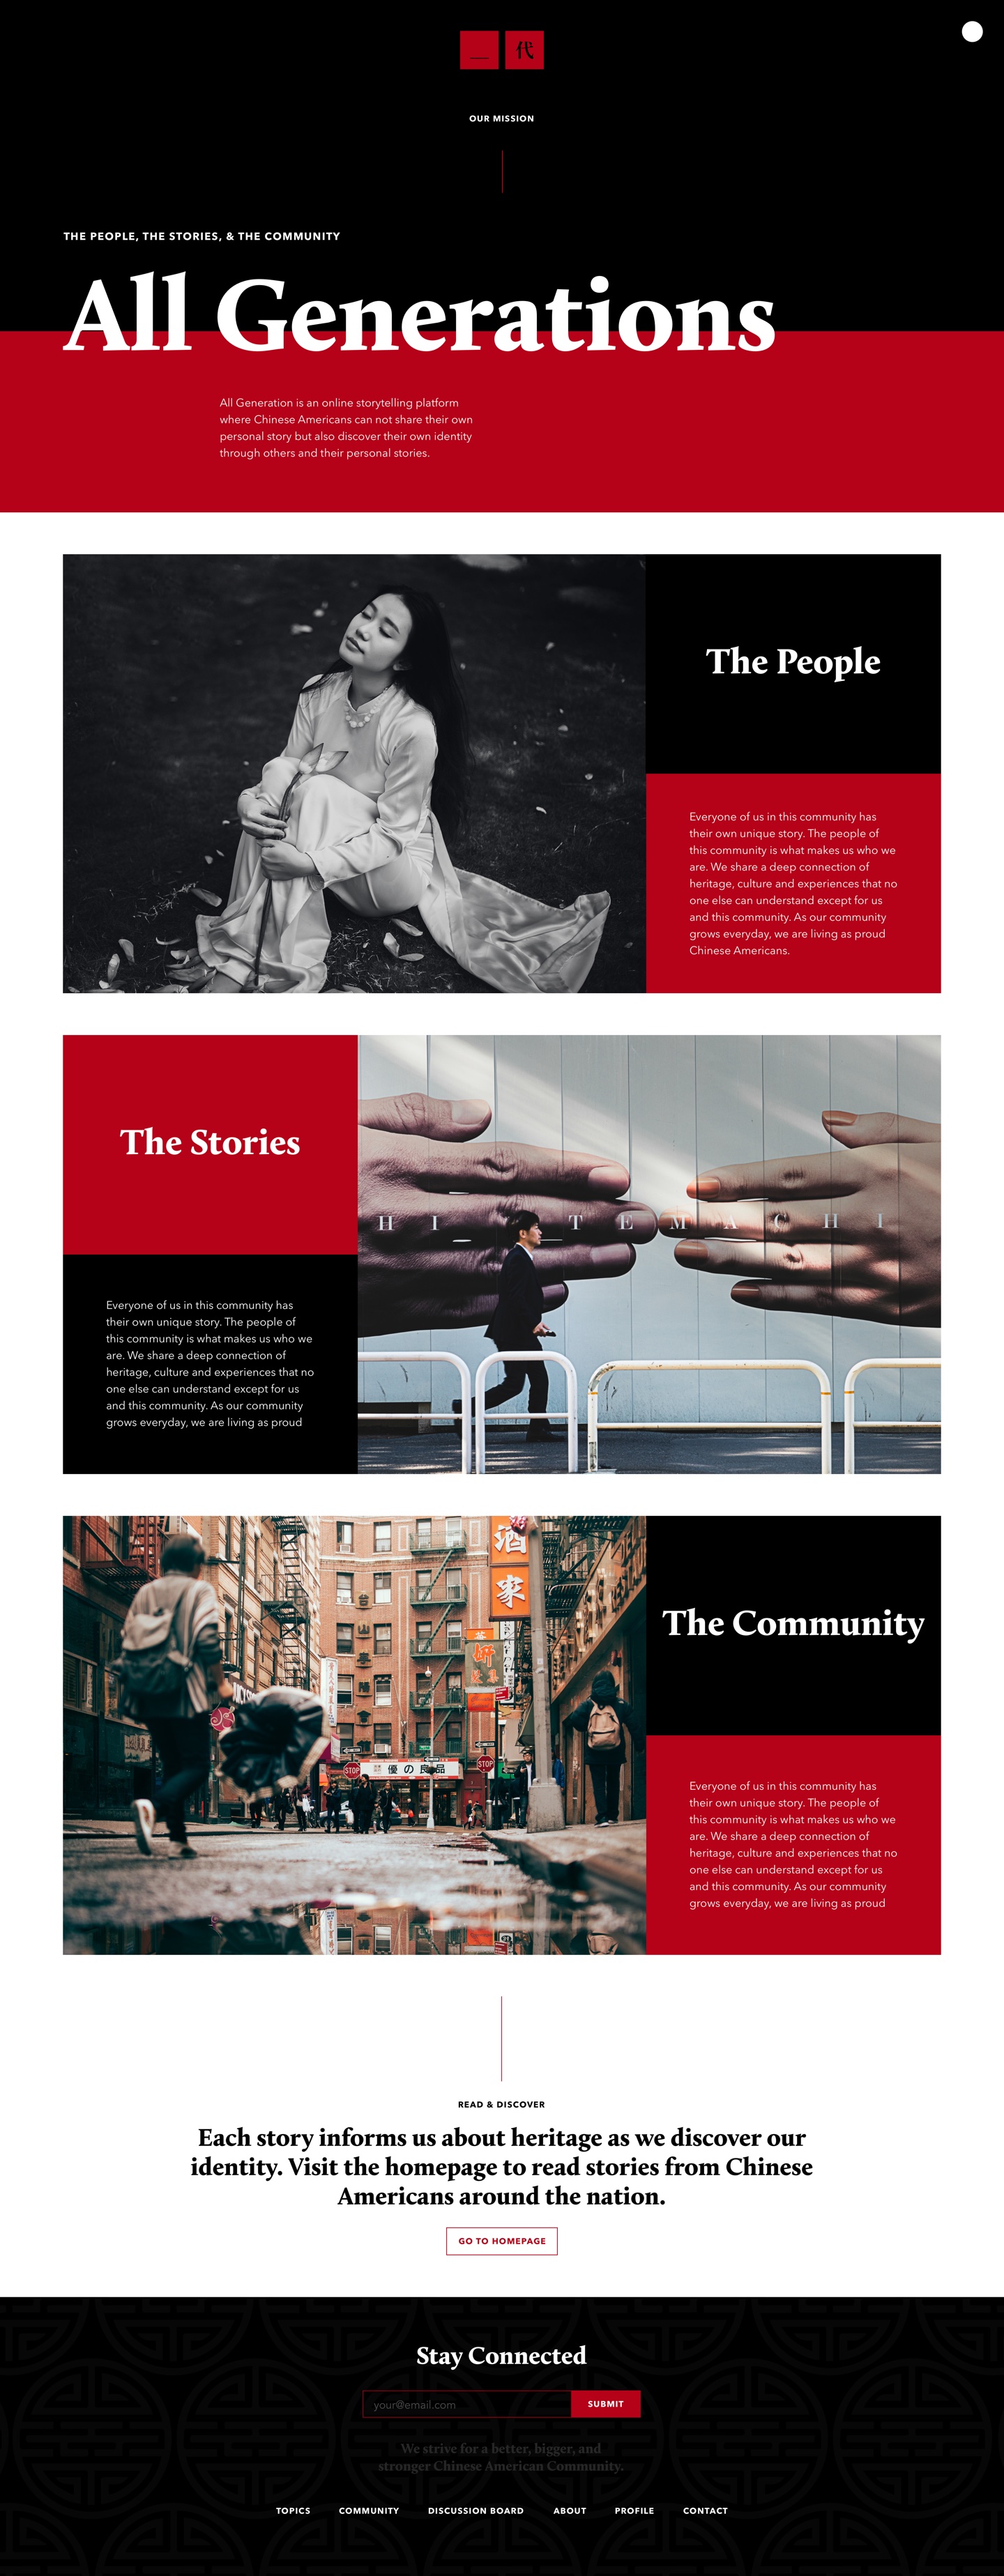 一 代
OUR MISSION
THE PEOPLE, THE STORIES, & THE COMMUNITY
All Generations
All Generation is an online storytelling platform
where Chinese Americans can not share their own
personal story but also discover their own identity
through others and their personal stories.
The People
Everyone of us in this community has
their own unique story. The people of
this community is what makes us who we
are. We share a deep connection of
heritage, culture and experiences that no
one else can understand except for us
and this community. As our community
grows everyday, we are living as proud
Chinese Americans.
The Stories
Everyone of us in this community has
their own unique story. The people of
this community is what makes us who we
are. We share a deep connection of
heritage, culture and experiences that no
one else can understand except for us
and this community. As our community
grows everyday, we are living as proud
H I T E M A C H I
酒家
STOP
STOP
優の良品
The Community
Everyone of us in this community has
their own unique story. The people of
this community is what makes us who we
are. We share a deep connection of
heritage, culture and experiences that no
one else can understand except for us
and this community. As our community
grows everyday, we are living as proud
READ & DISCOVER
Each story informs us about heritage as we discover our
identity. Visit the homepage to read stories from Chinese
Americans around the nation.
GO TO HOMEPAGE
Stay Connected
your@email.com SUBMIT
We strive for a better, bigger, and
stronger Chinese American Community.
TOPICS COMMUNITY DISCUSSION BOARD ABOUT PROFILE CONTACT